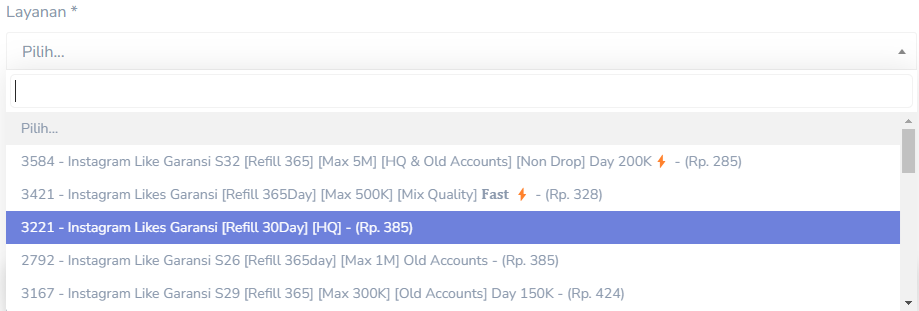 Layanan *
Pilih...
Pilih...
3584 - Instagram Like Garansi S32 [Refill 365] [Max 5M] [HQ & Old Accounts] [Non Drop] Day 200K ⚡ - (Rp. 285)
3421 - Instagram Likes Garansi [Refill 365Day] [Max 500K] [Mix Quality] Fast ⚡ - (Rp. 328)
3221 - Instagram Likes Garansi [Refill 30Day] [HQ] - (Rp. 385)
2792 - Instagram Like Garansi S26 [Refill 365day] [Max 1M] Old Accounts - (Rp. 385)
3167 - Instagram Like Garansi S29 [Refill 365] [Max 300K] [Old Accounts] Day 150K - (Rp. 424)